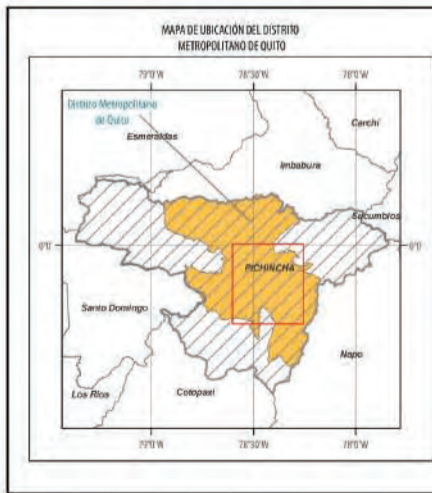 MAPA DE UBICACIÓN DEL DISTRITO
METROPOLITANO DE QUITO
79°0'W 78°30'W 78°0'W
Distrito Metropolitano
de Quito
Esmeraldas
Carchi
Imbabura
Sucumbíos
0°0' 0°0'
PICHINCHA
Santo Domingo
Napo
Los Ríos
Cotopaxi
79°0'W 78°30'W 78°0'W